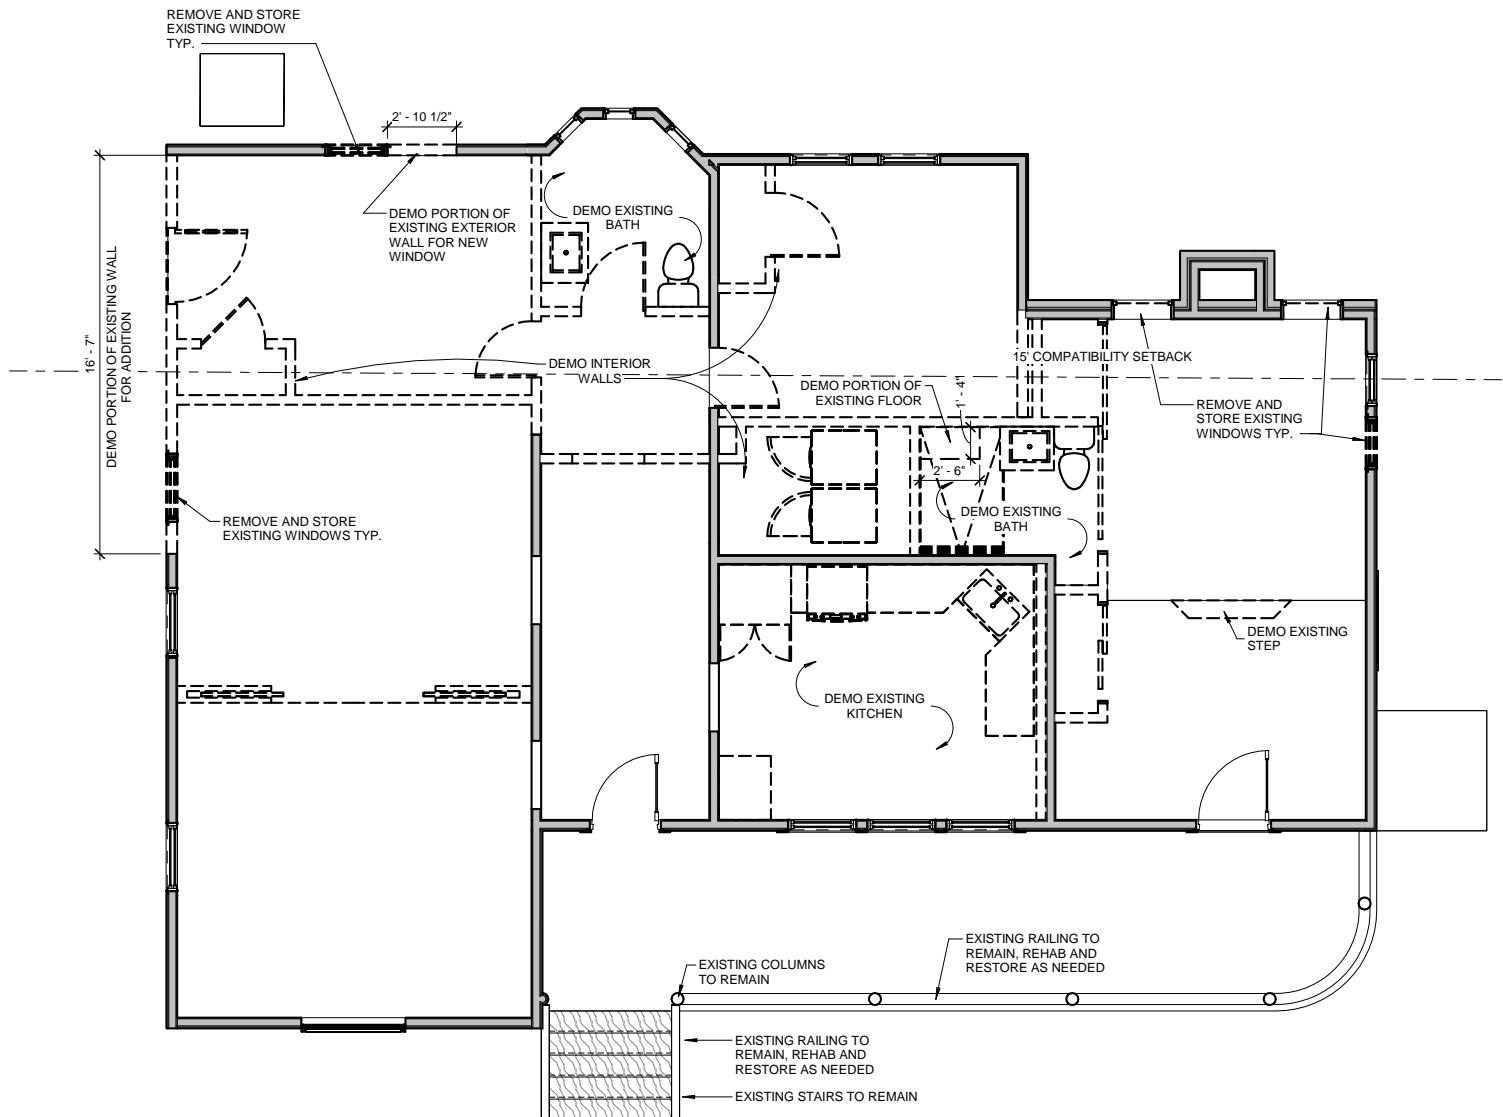 REMOVE AND STORE
EXISTING WINDOW
TYP.
2' - 10 1/2"
DEMO PORTION OF
EXISTING EXTERIOR
WALL FOR NEW
WINDOW
DEMO EXISTING
BATH
16' - 7"
DEMO PORTION OF EXISTING WALL
FOR ADDITION
DEMO INTERIOR
WALLS
15' COMPATIBILITY SETBACK
DEMO PORTION OF
EXISTING FLOOR
1' - 4"
REMOVE AND
STORE EXISTING
WINDOWS TYP.
2' - 6"
DEMO EXISTING
BATH
REMOVE AND STORE
EXISTING WINDOWS TYP.
DEMO EXISTING
STEP
DEMO EXISTING
KITCHEN
EXISTING COLUMNS
TO REMAIN
EXISTING RAILING TO
REMAIN, REHAB AND
RESTORE AS NEEDED
EXISTING RAILING TO
REMAIN, REHAB AND
RESTORE AS NEEDED
EXISTING STAIRS TO REMAIN